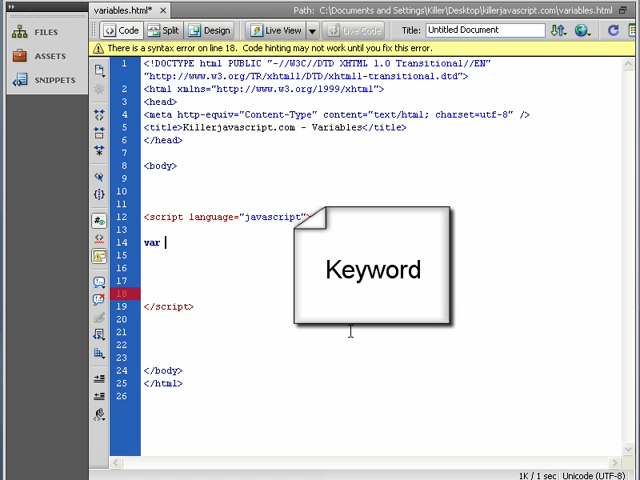 variables.html*
Path: C:\Documents and Settings\Killer\Desktop\killerjavascript.com\variables.html
FILES
ASSETS
SNIPPETS
Code Split Design Live View Live Code Title: Untitled Document
There is a syntax error on line 18. Code hinting may not work until you fix this error.
1 <!DOCTYPE html PUBLIC "-//W3C//DTD XHTML 1.0 Transitional//EN"
"http://www.w3.org/TR/xhtml1/DTD/xhtml1-transitional.dtd">
2 <html xmlns="http://www.w3.org/1999/xhtml">
3 <head>
4 <meta http-equiv="Content-Type" content="text/html; charset=utf-8" />
5 <title>Killerjavascript.com - Variables</title>
6 </head>
7
8 <body>
9
10
11
12 <script language="javascript">
13
14 var
15
16
17
18
19 </script>
20
21
22
23
24 </body>
25 </html>
26
Keyword
1K / 1 sec Unicode (UTF-8)